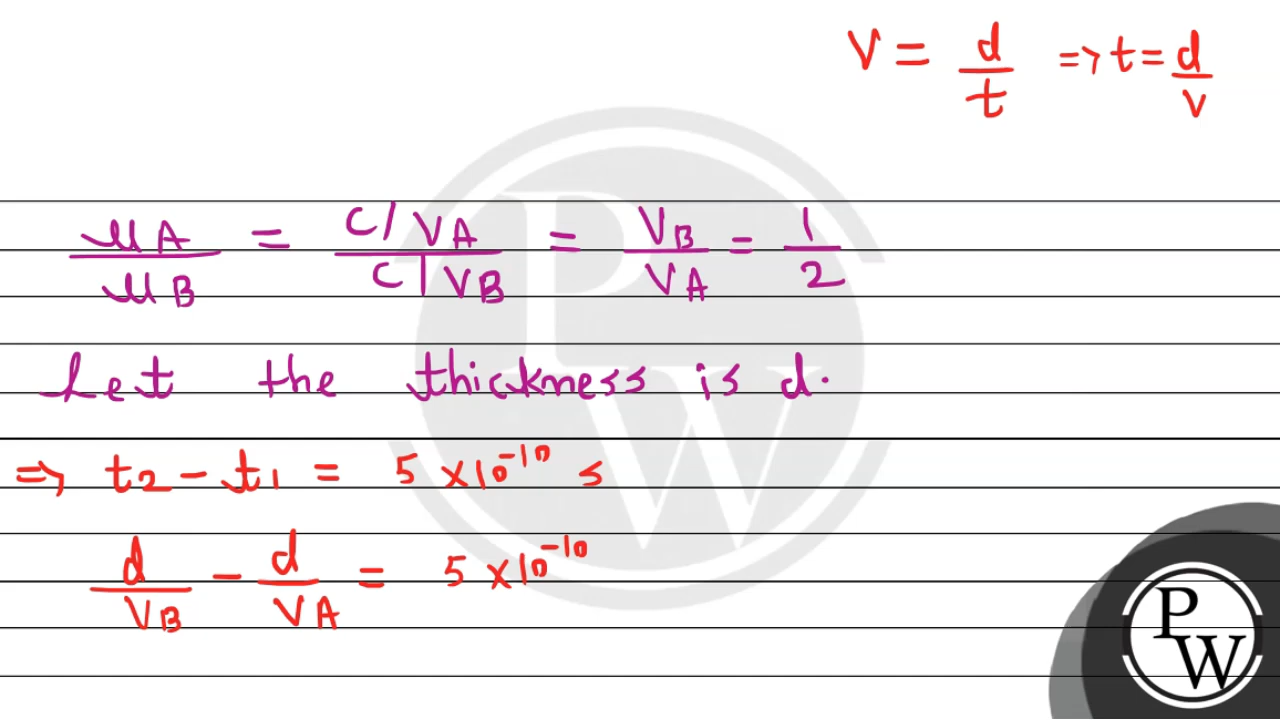 V = d/t ⇒ t = d/v
μA/μB = (C/VA)/(C/VB) = VB/VA = 1/2
Let the thickness is d.
⇒ t2 - t1 = 5 × 10^-10 s
d/VB - d/VA = 5 × 10^-10
PW
PW